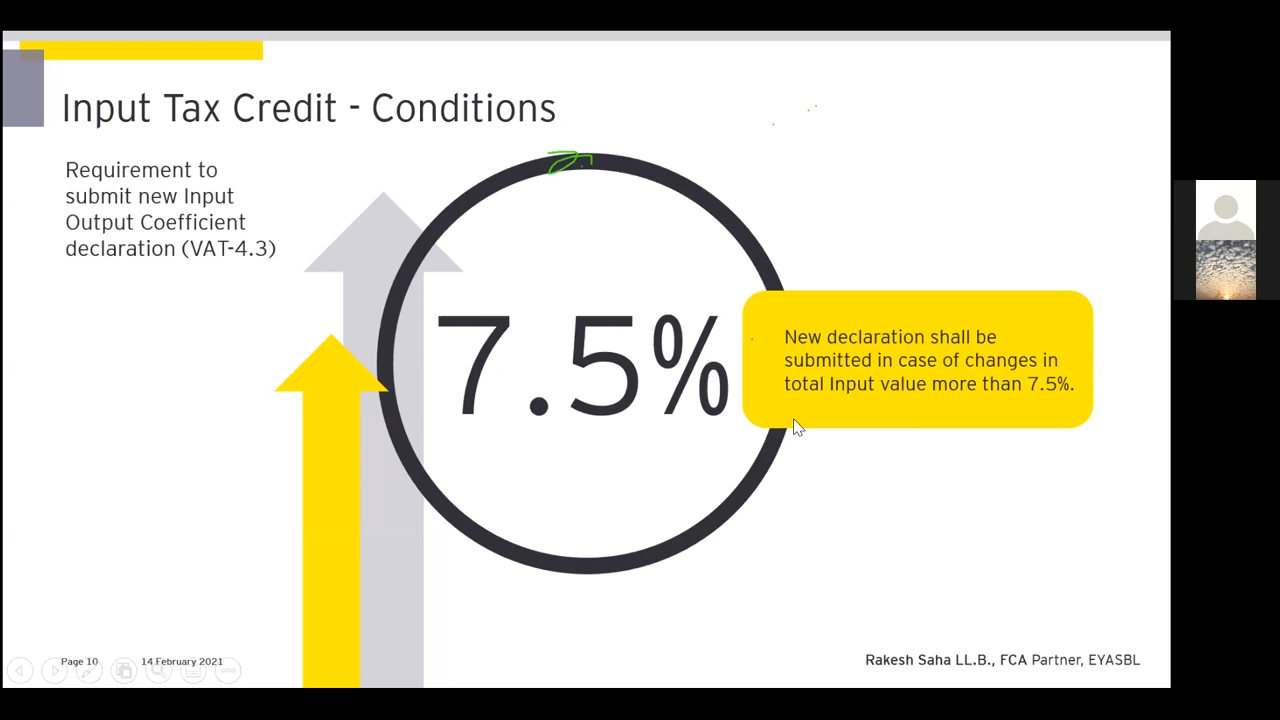 Input Tax Credit - Conditions
Requirement to
submit new Input
Output Coefficient
declaration (VAT-4.3)
7.5%
New declaration shall be
submitted in case of changes in
total Input value more than 7.5%.
Page 10
14 February 2021
Rakesh Saha LL.B., FCA Partner, EYASBL